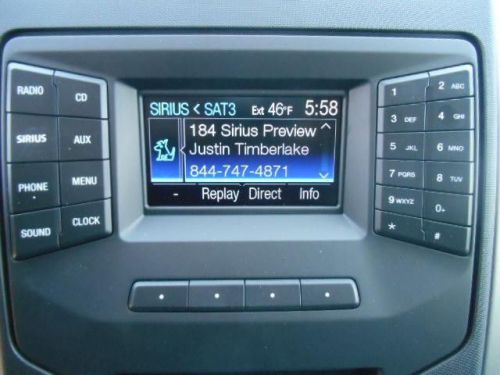 RADIO
CD
SIRIUS
AUX
PHONE
MENU
SOUND
CLOCK
SIRIUS < SAT3 Ext 46°F 5:58
184 Sirius Preview
Justin Timberlake
844-747-4871
- Replay Direct Info
1
2 ABC
3 DEF
4 GHI
5 JKL
6 MNO
7 PQRS
8 TUV
9 WXYZ
0+
*
#